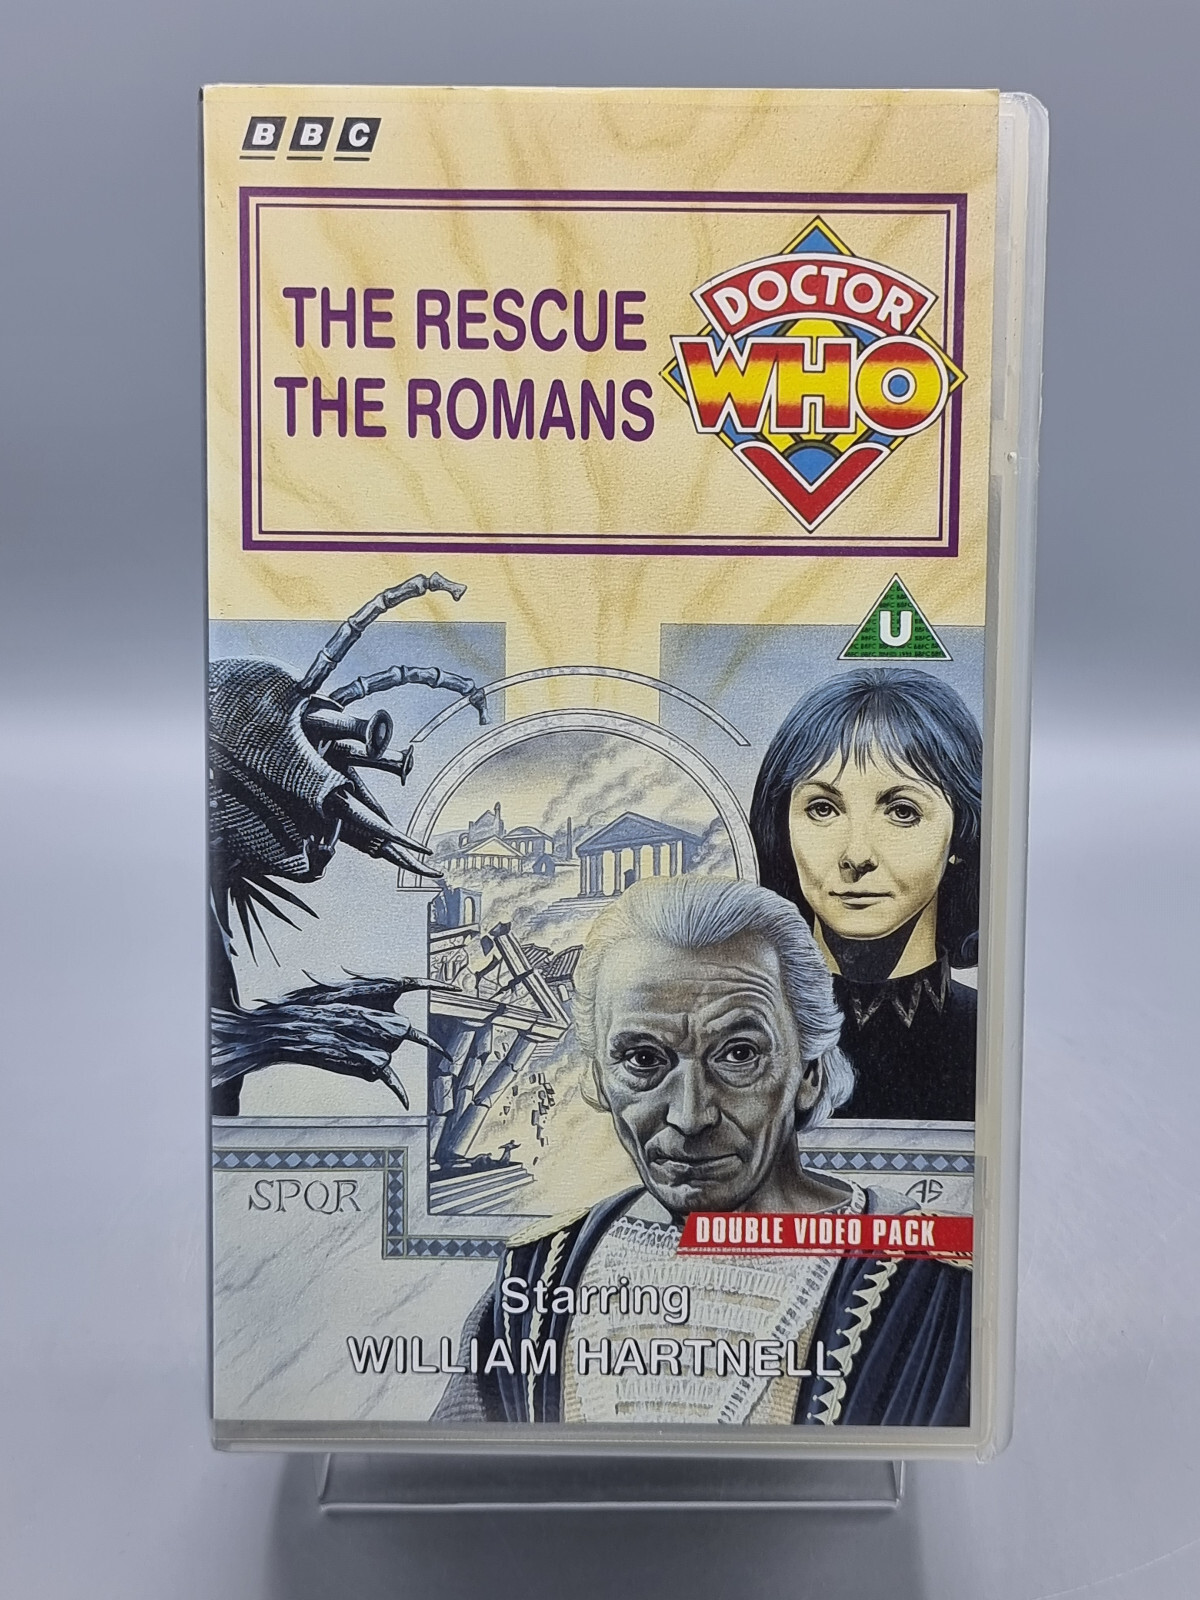 BBC
THE RESCUE
THE ROMANS
DOCTOR
WHO
U
SPQR
AS
DOUBLE VIDEO PACK
Starring
WILLIAM HARTNELL